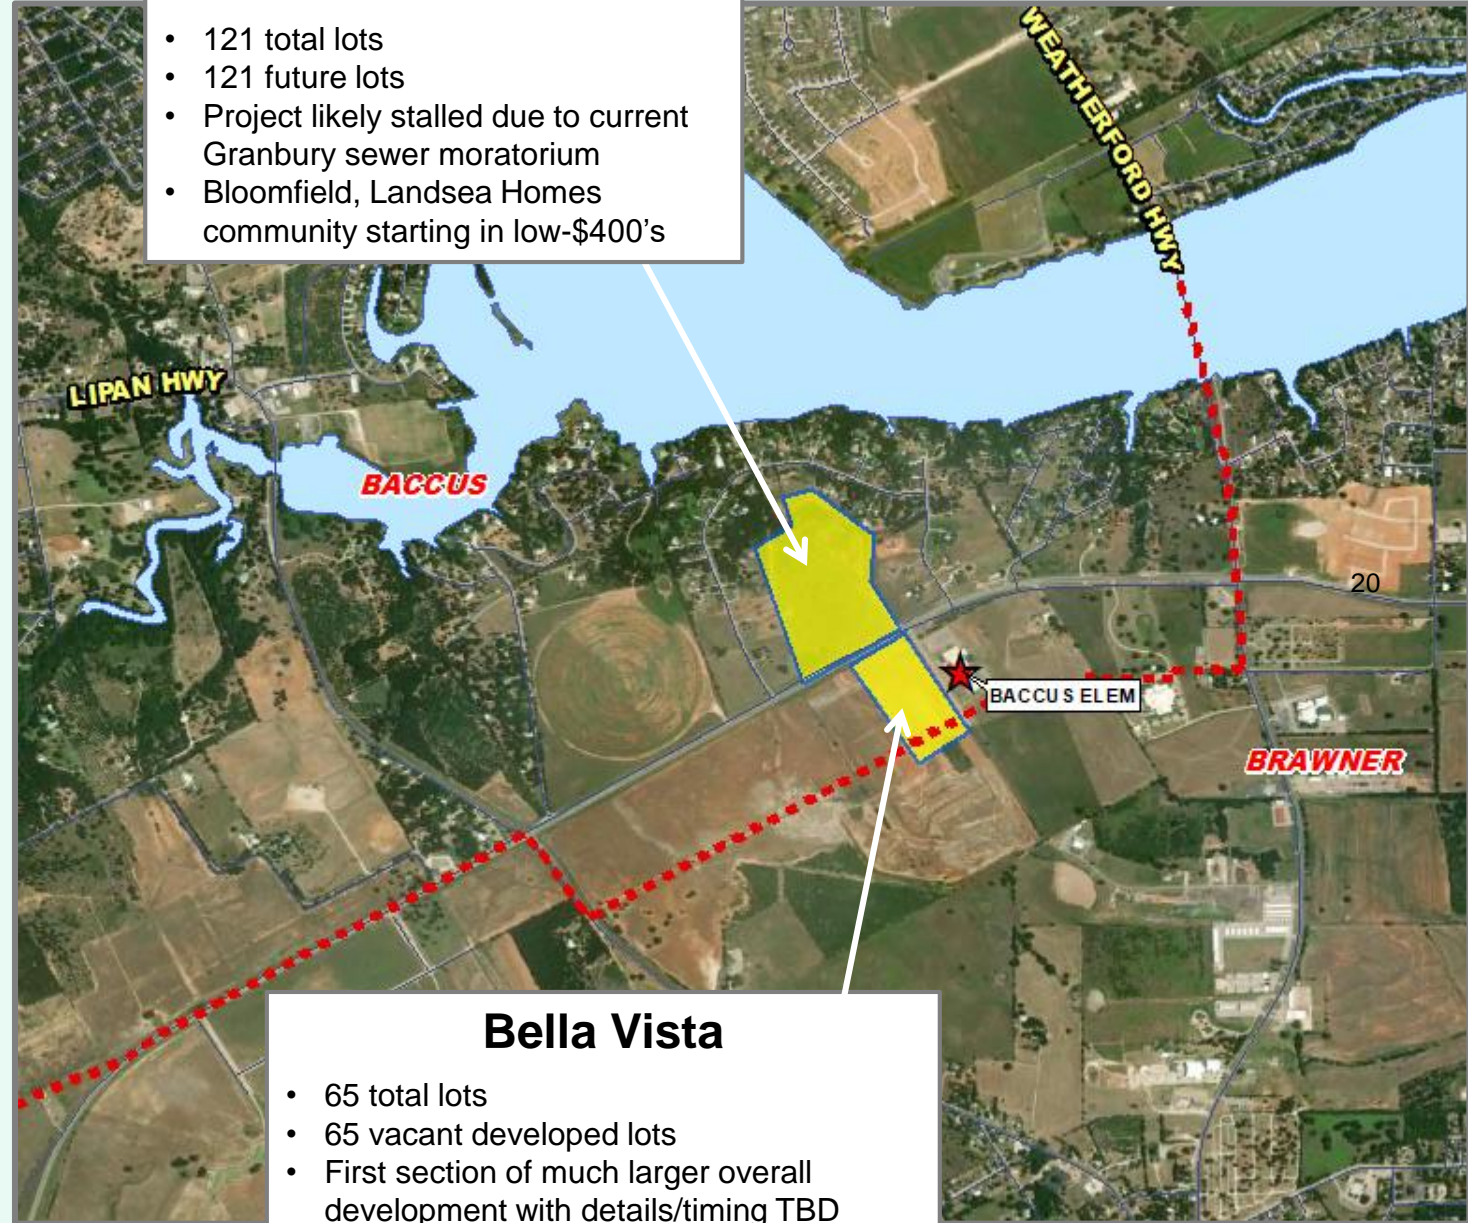 • 121 total lots
• 121 future lots
• Project likely stalled due to current
Granbury sewer moratorium
• Bloomfield, Landsea Homes
community starting in low-$400's
WEATHERFORD HWY
LIPAN HWY
BACCUS
20
BACCUS ELEM
BRAWNER
Bella Vista
• 65 total lots
• 65 vacant developed lots
• First section of much larger overall
development with details/timing TBD